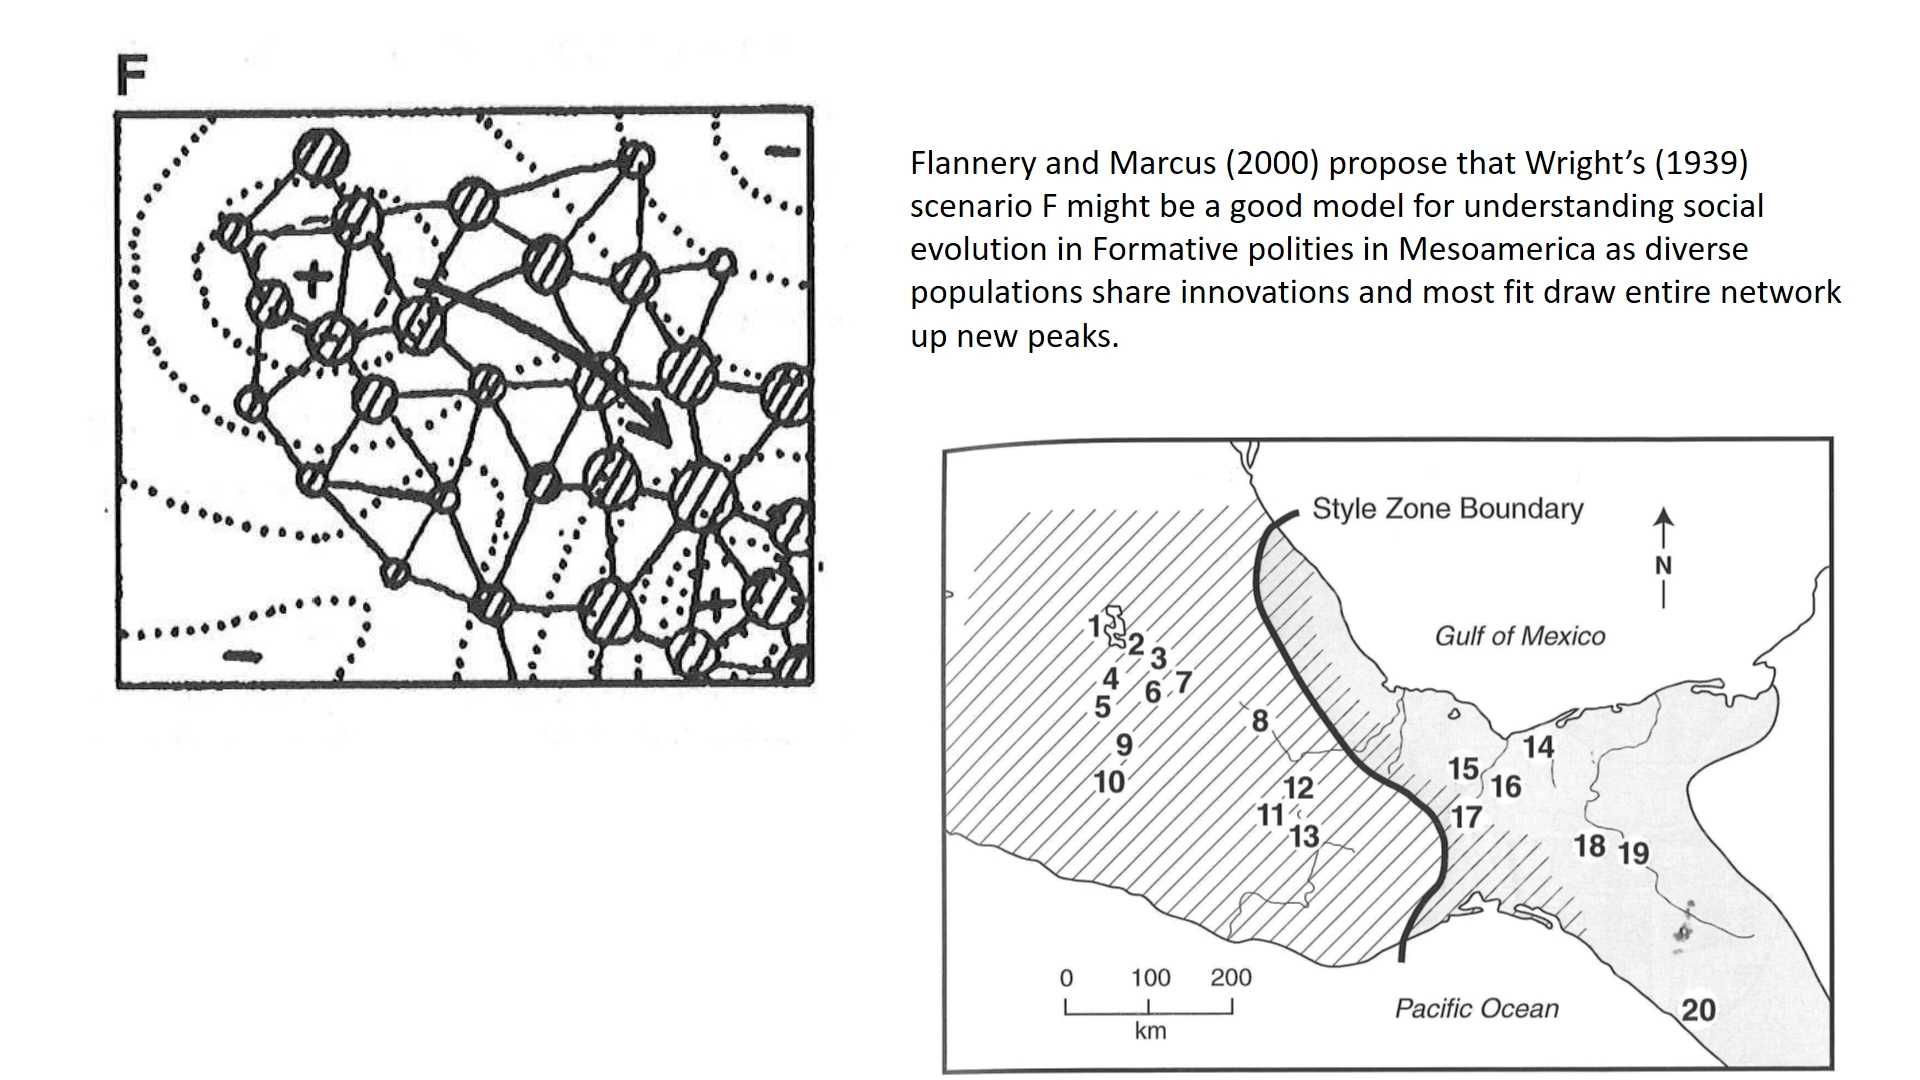 F
+
−
+
−
Flannery and Marcus (2000) propose that Wright’s (1939)
scenario F might be a good model for understanding social
evolution in Formative polities in Mesoamerica as diverse
populations share innovations and most fit draw entire network
up new peaks.
Style Zone Boundary
N
Gulf of Mexico
1
2
3
4
5
6
7
8
9
10
11
12
13
14
15
16
17
18
19
20
0 100 200
km
Pacific Ocean